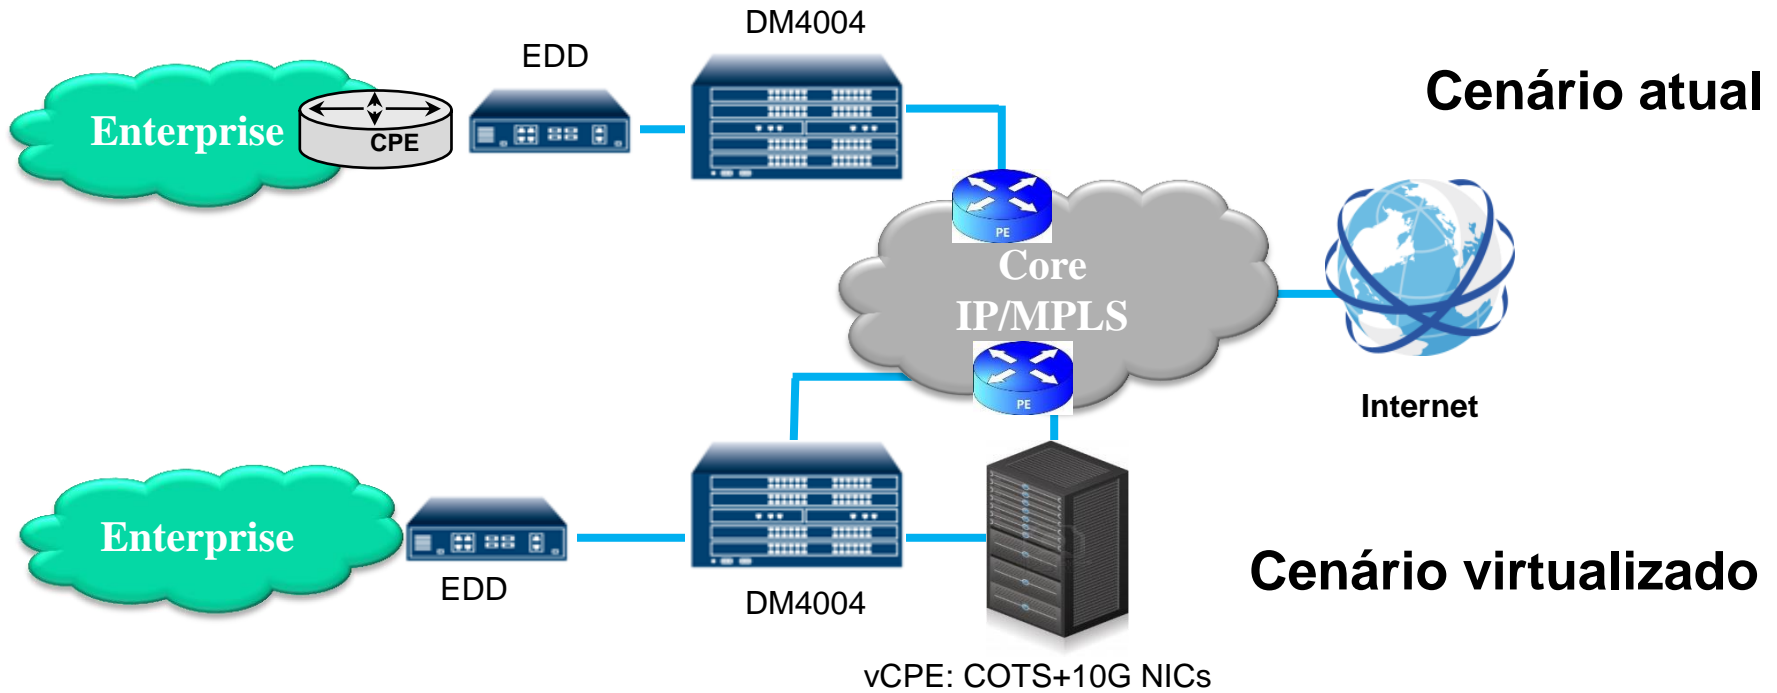 DM4004
EDD
Cenário atual
Enterprise
CPE
PE
Core
IP/MPLS
PE
Internet
Enterprise
EDD
DM4004
Cenário virtualizado
vCPE: COTS+10G NICs